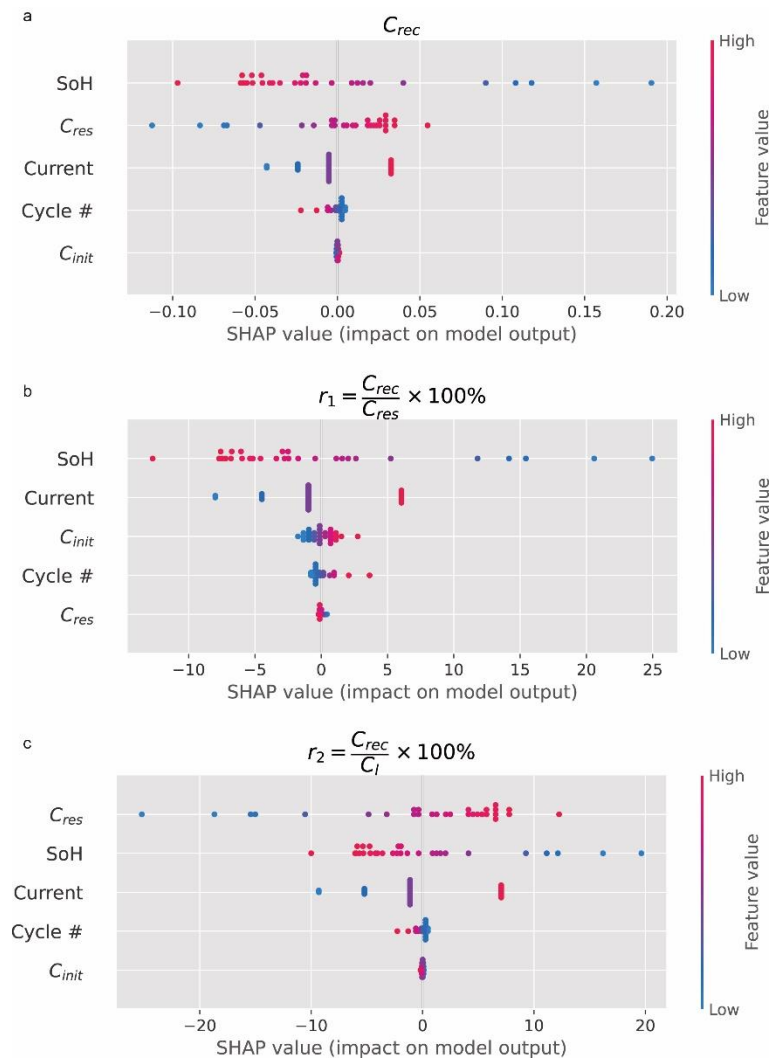 a
C_rec
High
SoH
C_res
Current
Cycle #
C_init
Feature value
Low
−0.10 −0.05 0.00 0.05 0.10 0.15 0.20
SHAP value (impact on model output)
b
r_1 = C_rec / C_res × 100%
High
SoH
Current
C_init
Cycle #
C_res
Feature value
Low
−10 −5 0 5 10 15 20 25
SHAP value (impact on model output)
c
r_2 = C_rec / C_l × 100%
High
C_res
SoH
Current
Cycle #
C_init
Feature value
Low
−20 −10 0 10 20
SHAP value (impact on model output)